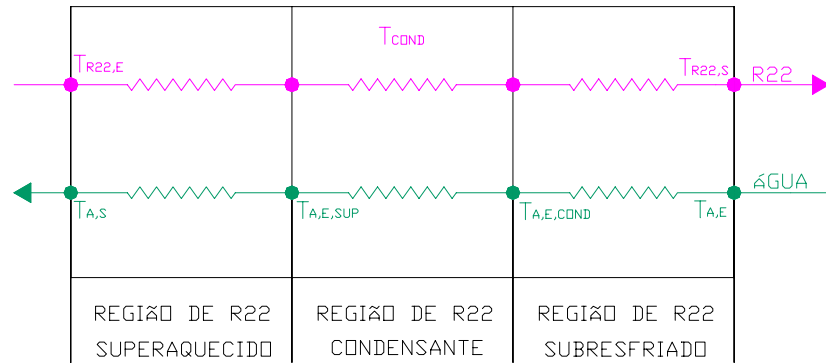 TCOND
TR22,E
TR22,S
R22
TA,S
TA,E,SUP
TA,E,COND
TA,E
áGUA
REGIãO DE R22
SUPERAQUECIDO
REGIãO DE R22
CONDENSANTE
REGIãO DE R22
SUBRESFRIADO